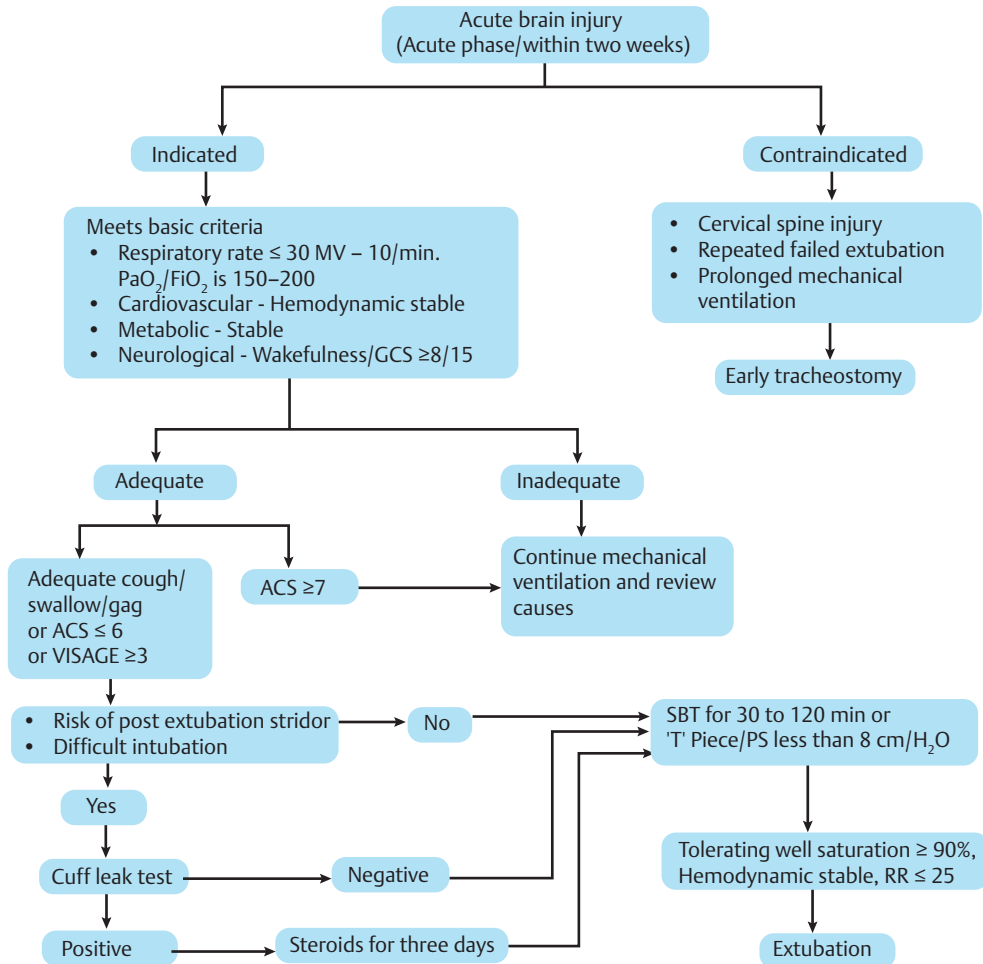 Acute brain injury
(Acute phase/within two weeks)
Indicated
Contraindicated
Meets basic criteria
• Respiratory rate ≤ 30 MV – 10/min.
PaO₂/FiO₂ is 150–200
• Cardiovascular - Hemodynamic stable
• Metabolic - Stable
• Neurological - Wakefulness/GCS ≥8/15
• Cervical spine injury
• Repeated failed extubation
• Prolonged mechanical
ventilation
Early tracheostomy
Adequate
Inadequate
Adequate cough/
swallow/gag
or ACS ≤ 6
or VISAGE ≥3
ACS ≥7
Continue mechanical
ventilation and review
causes
• Risk of post extubation stridor
• Difficult intubation
No
SBT for 30 to 120 min or
'T' Piece/PS less than 8 cm/H₂O
Yes
Cuff leak test
Negative
Tolerating well saturation ≥ 90%,
Hemodynamic stable, RR ≤ 25
Positive
Steroids for three days
Extubation